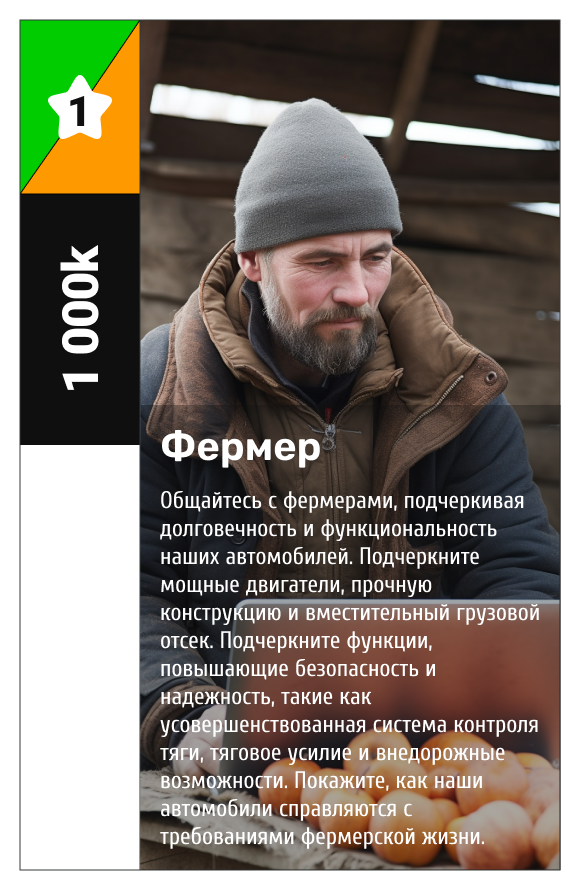 1
1 000k
Фермер
Общайтесь с фермерами, подчеркивая
долговечность и функциональность
наших автомобилей. Подчеркните
мощные двигатели, прочную
конструкцию и вместительный грузовой
отсек. Подчеркните функции,
повышающие безопасность и
надежность, такие как
усовершенствованная система контроля
тяги, тяговое усилие и внедорожные
возможности. Покажите, как наши
автомобили справляются с
требованиями фермерской жизни.